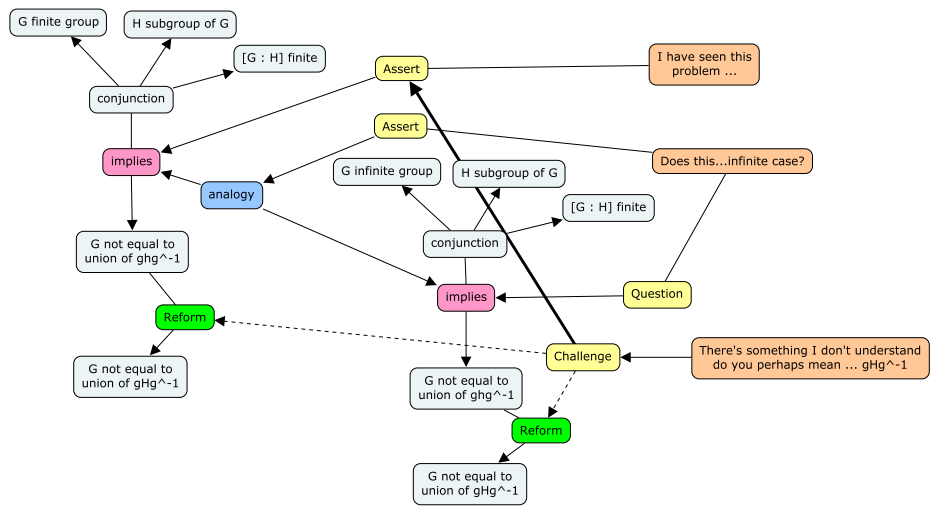 G finite group
H subgroup of G
[G : H] finite
conjunction
implies
G not equal to
union of ghg^-1
Reform
G not equal to
union of gHg^-1
analogy
Assert
Assert
I have seen this
problem ...
Does this...infinite case?
G infinite group
H subgroup of G
[G : H] finite
conjunction
implies
Question
Challenge
There's something I don't understand
do you perhaps mean ... gHg^-1
G not equal to
union of ghg^-1
Reform
G not equal to
union of gHg^-1